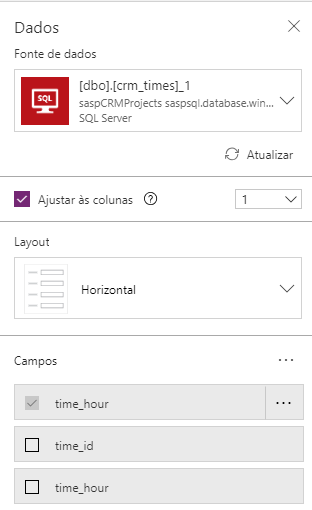 Dados
Fonte de dados
[dbo].[crm_times]_1
saspCRMProjects saspsql.database.win...
SQL
SQL Server
Atualizar
Ajustar às colunas
1
Layout
Horizontal
Campos
time_hour
time_id
time_hour